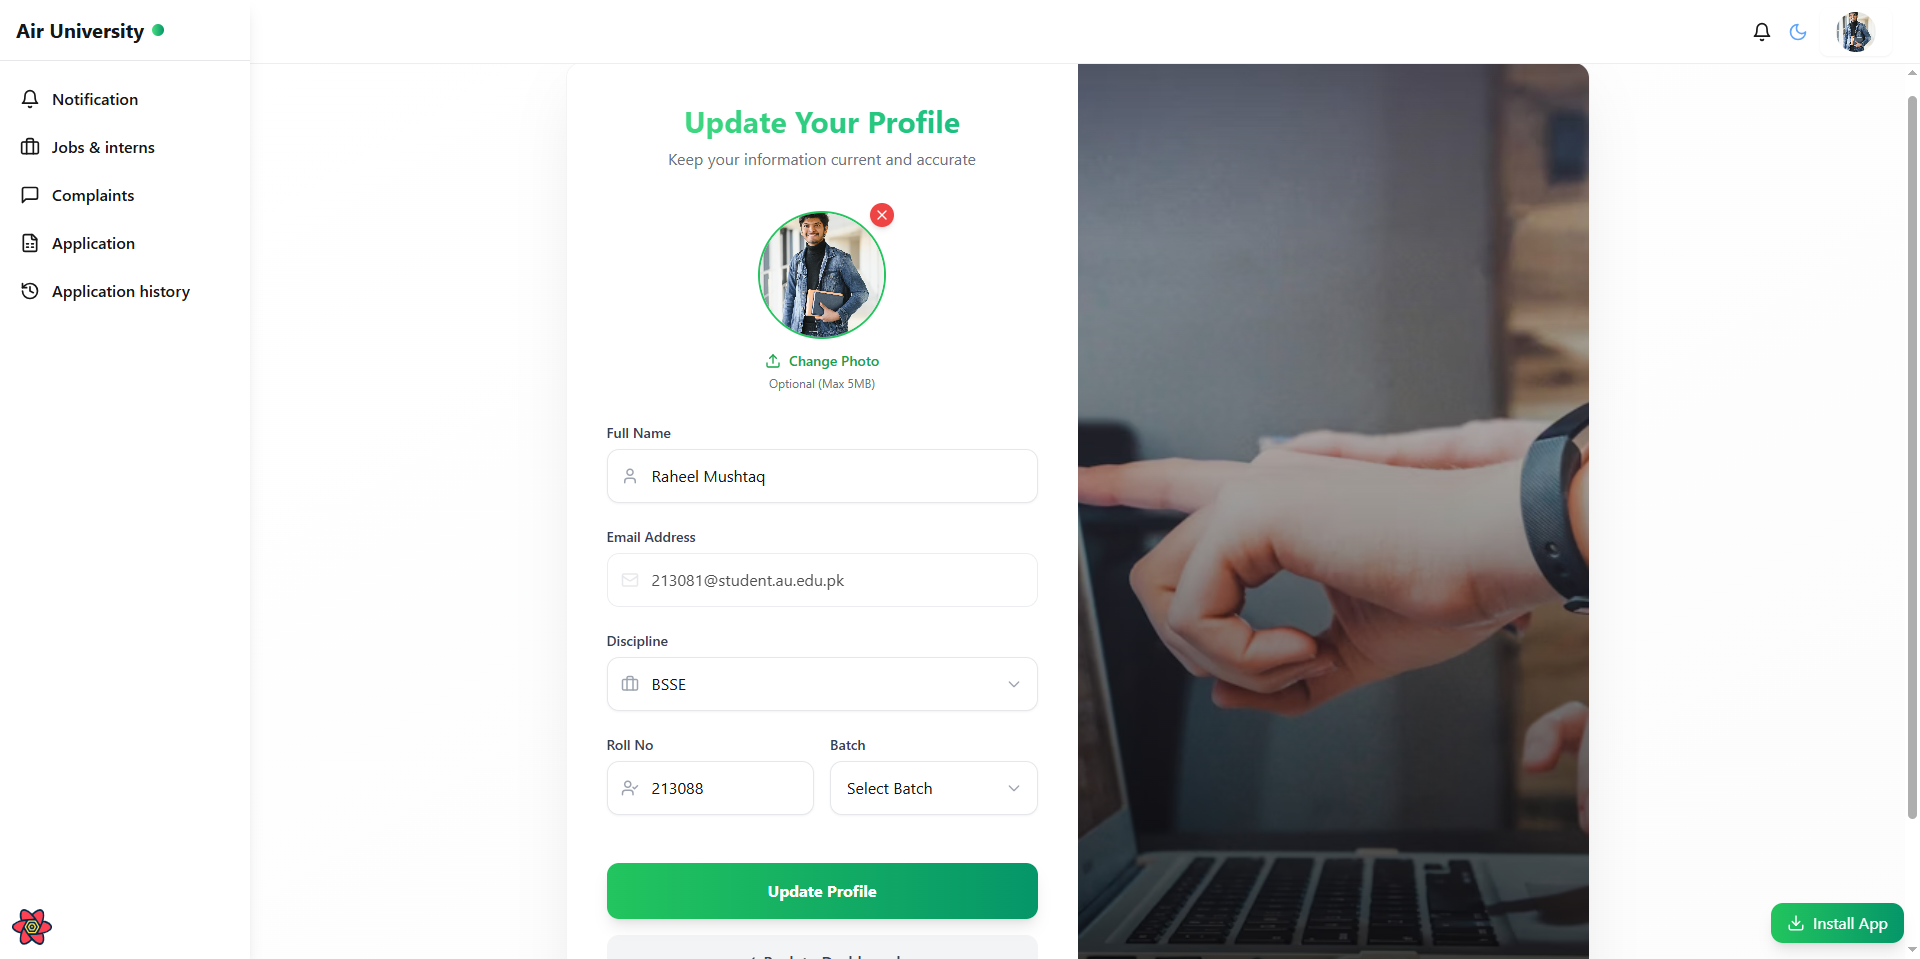 Air University
Notification
Jobs & interns
Complaints
Application
Application history
Update Your Profile
Keep your information current and accurate
Change Photo
Optional (Max 5MB)
Full Name
Raheel Mushtaq
Email Address
213081@student.au.edu.pk
Discipline
BSSE
Roll No
Batch
213088
Select Batch
Update Profile
Install App